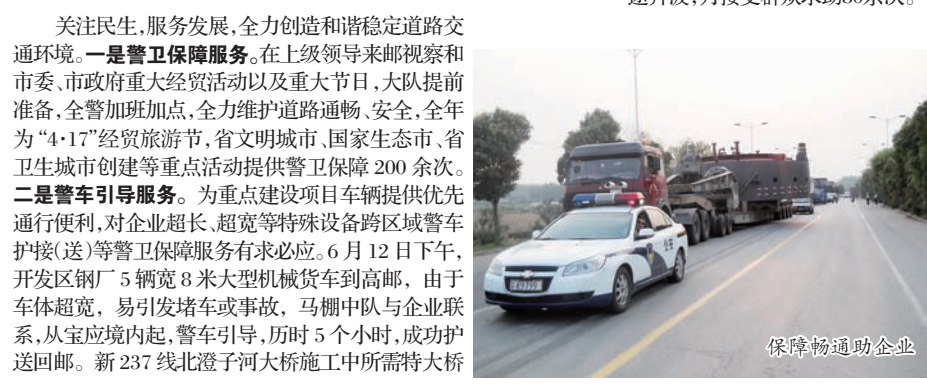 关注民生,服务发展,全力创造和谐稳定道路交
通环境。一是警卫保障服务。在上级领导来邮视察和
市委、市政府重大经贸活动以及重大节日,大队提前
准备,全警加班加点,全力维护道路通畅、安全,全年
为“4·17”经贸旅游节,省文明城市、国家生态市、省
卫生城市创建等重点活动提供警卫保障 200 余次。
二是警车引导服务。为重点建设项目车辆提供优先
通行便利,对企业超长、超宽等特殊设备跨区域警车
护接(送)等警卫保障服务有求必应。6 月 12 日下午,
开发区钢厂 5 辆宽 8 米大型机械货车到高邮，由于
车体超宽，易引发堵车或事故，马棚中队与企业联
系,从宝应境内起,警车引导,历时 5 个小时,成功护
送回邮。新 237 线北澄子河大桥施工中所需特大桥
公安
保障畅通助企业